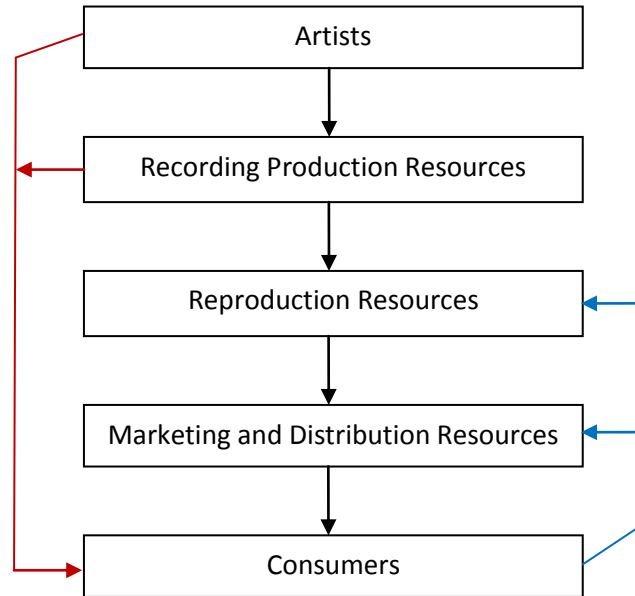 Artists
Recording Production Resources
Reproduction Resources
Marketing and Distribution Resources
Consumers